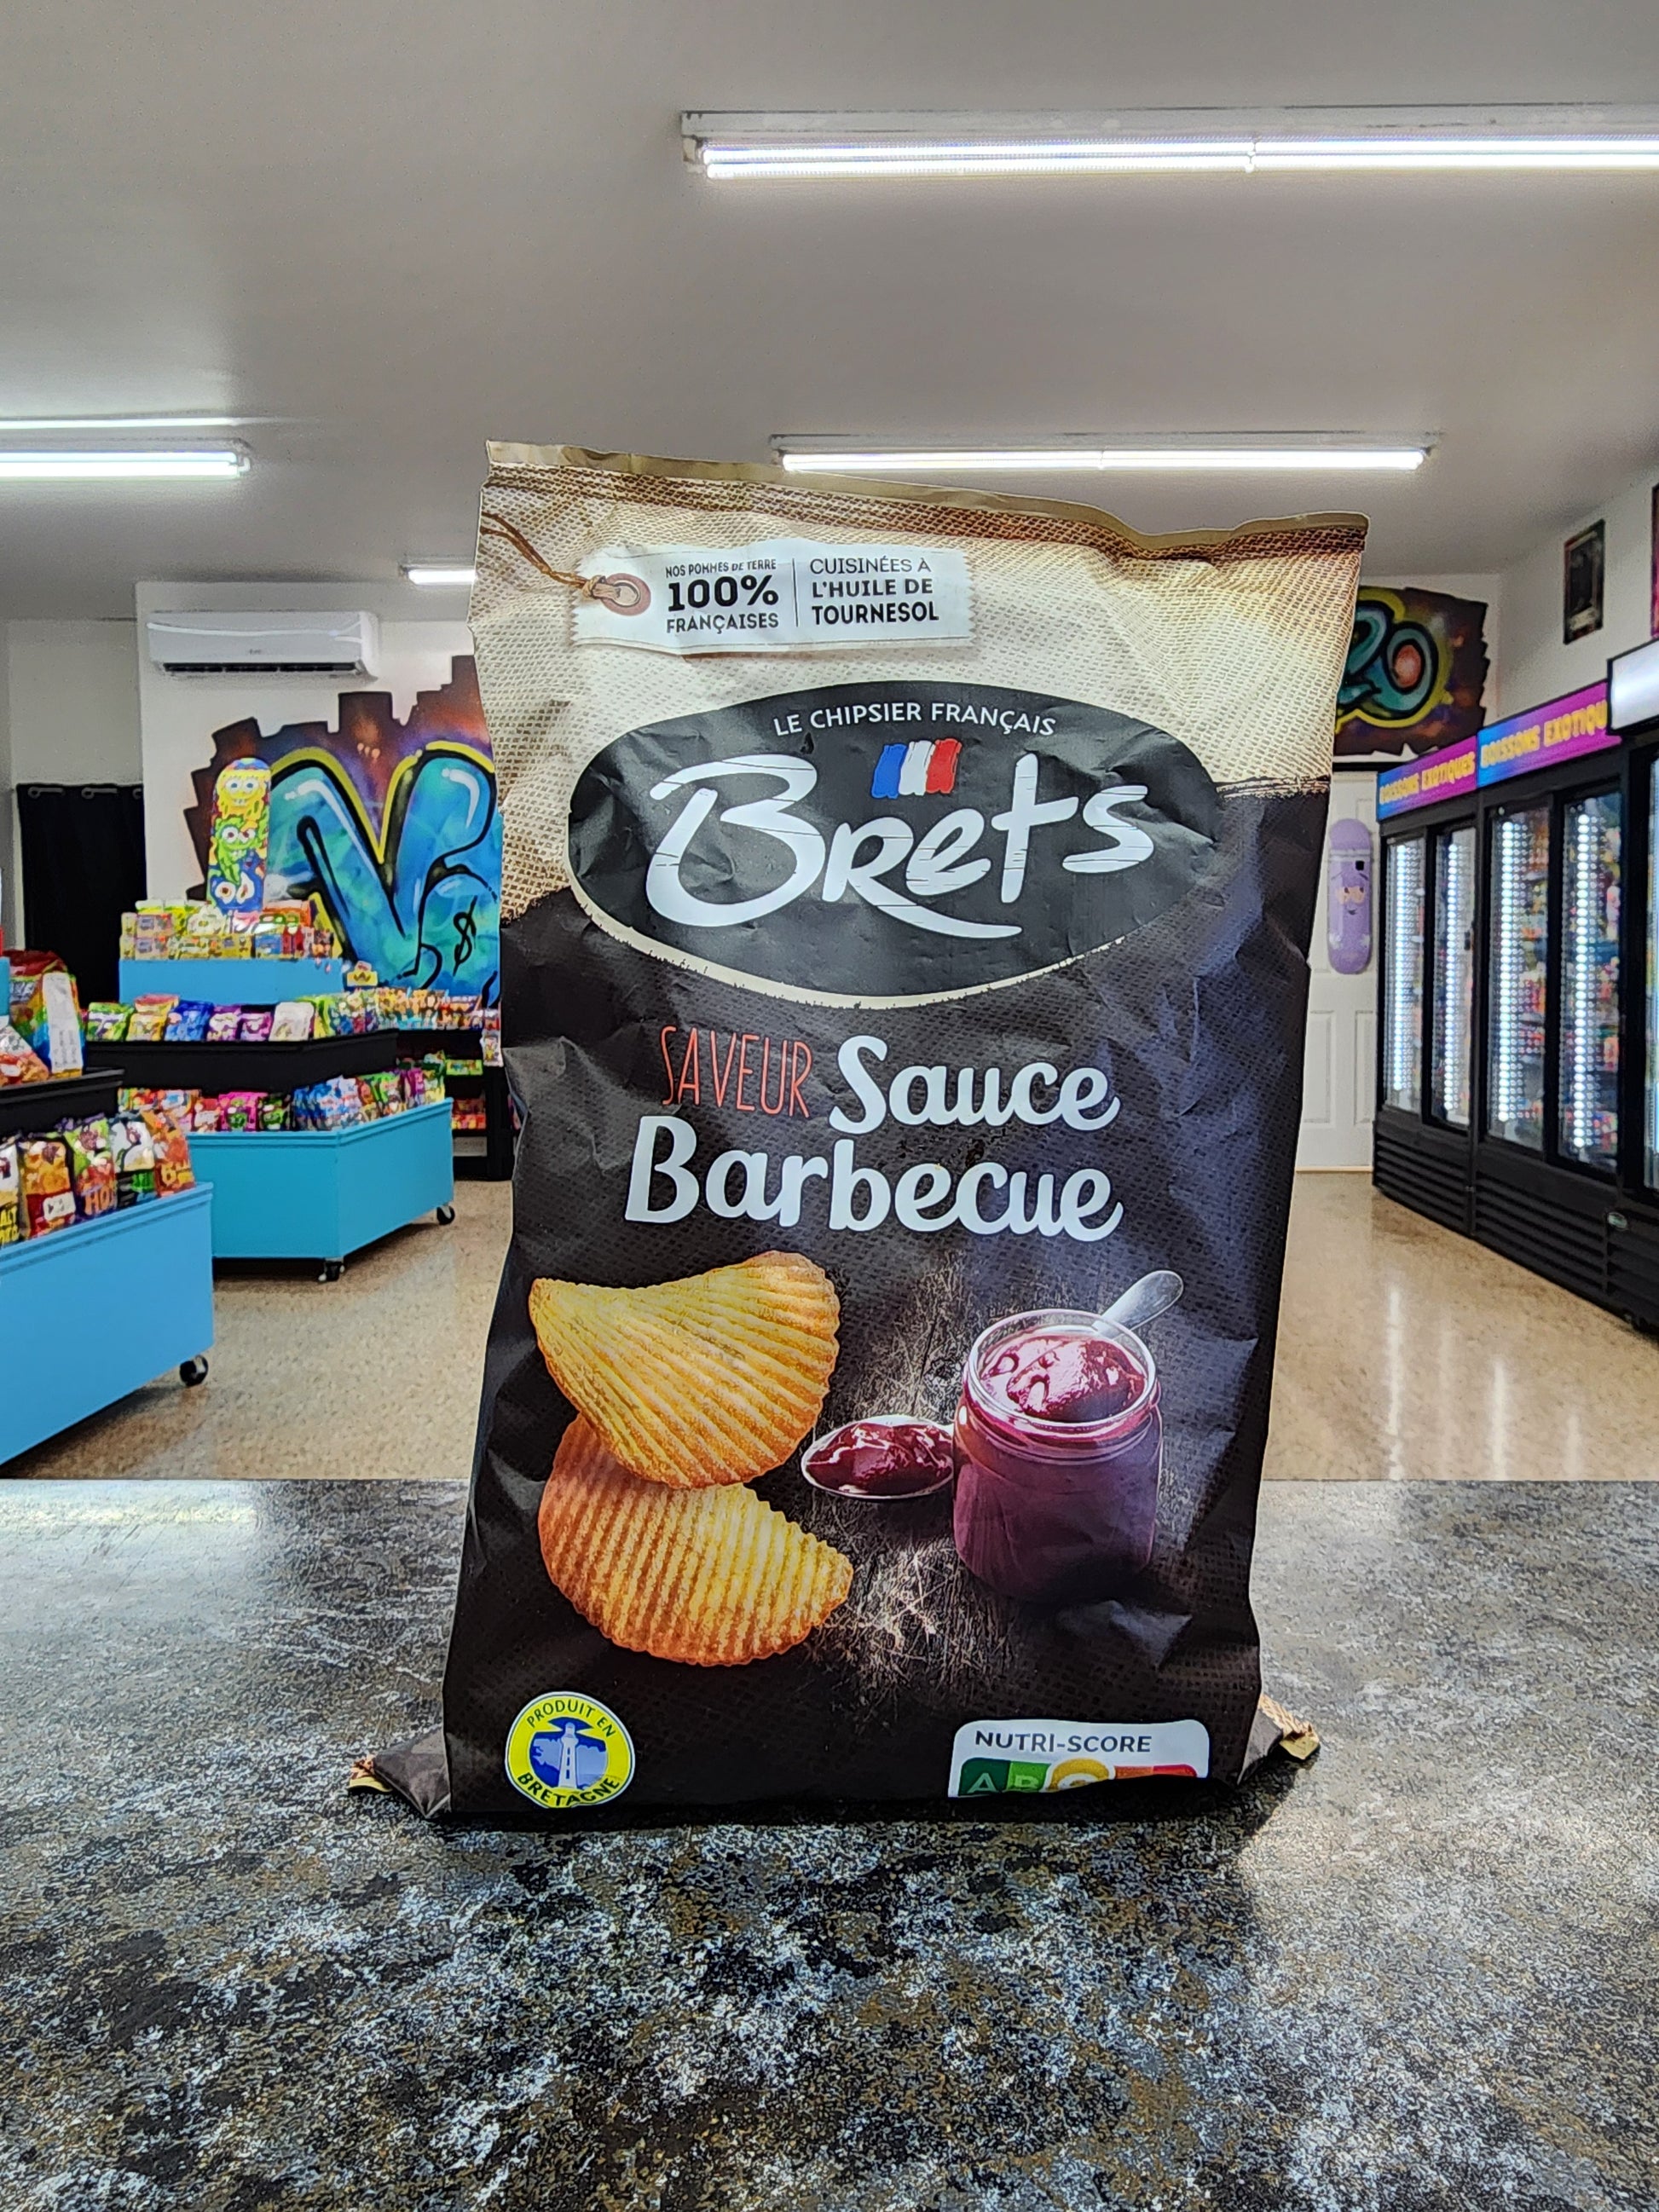 NOS POMMES DE TERRE
100%
FRANÇAISES
CUISINÉES À
L'HUILE DE
TOURNESOL
LE CHIPSIER FRANÇAIS
Brets
SAVEUR Sauce
Barbecue
PRODUIT EN
BRETAGNE
NUTRI-SCORE
A B C
BOISSONS EXOTIQUES
BOISSONS EXOTIQU